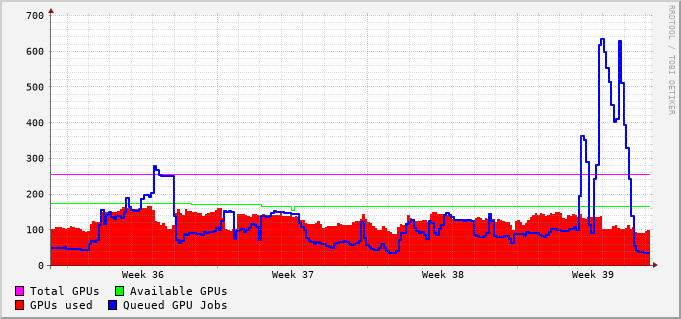 700
600
500
400
300
200
100
0
Week 36 Week 37 Week 38 Week 39
Total GPUs Available GPUs
GPUs used Queued GPU Jobs
RRDTOOL / TOBI OETIKER